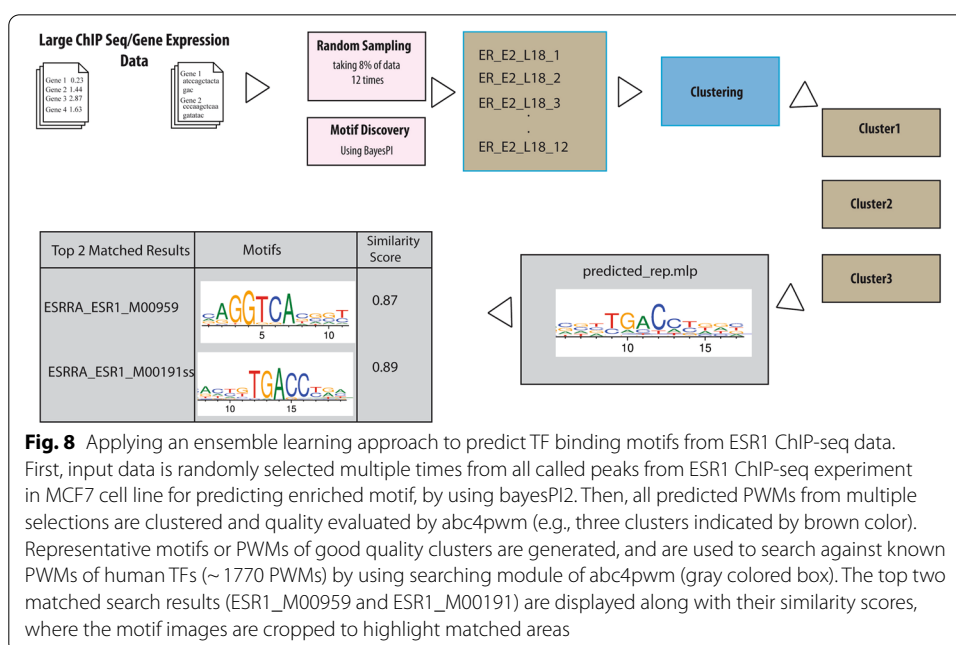 Large ChIP Seq/Gene Expression
Data
Gene 1 0.23
Gene 2 1.44
Gene 3 2.87
Gene 4 1.63
Gene 1
atccagctacta
gac
Gene 2
cccaagctcaa
gatatac
Random Sampling
taking 8% of data
12 times
Motif Discovery
Using BayesPI
ER_E2_L18_1
ER_E2_L18_2
ER_E2_L18_3
.
.
ER_E2_L18_12
Clustering
Cluster1
Cluster2
Cluster3
predicted_rep.mlp
TGACCT
10 15
Top 2 Matched Results Motifs Similarity
Score
ESRRA_ESR1_M00959 0.87
AGGTCA
5 10
ESRRA_ESR1_M00191ss 0.89
TGACC
10 15
Fig. 8 Applying an ensemble learning approach to predict TF binding motifs from ESR1 ChIP-seq data.
First, input data is randomly selected multiple times from all called peaks from ESR1 ChIP-seq experiment
in MCF7 cell line for predicting enriched motif, by using bayesPI2. Then, all predicted PWMs from multiple
selections are clustered and quality evaluated by abc4pwm (e.g., three clusters indicated by brown color).
Representative motifs or PWMs of good quality clusters are generated, and are used to search against known
PWMs of human TFs (~ 1770 PWMs) by using searching module of abc4pwm (gray colored box). The top two
matched search results (ESR1_M00959 and ESR1_M00191) are displayed along with their similarity scores,
where the motif images are cropped to highlight matched areas